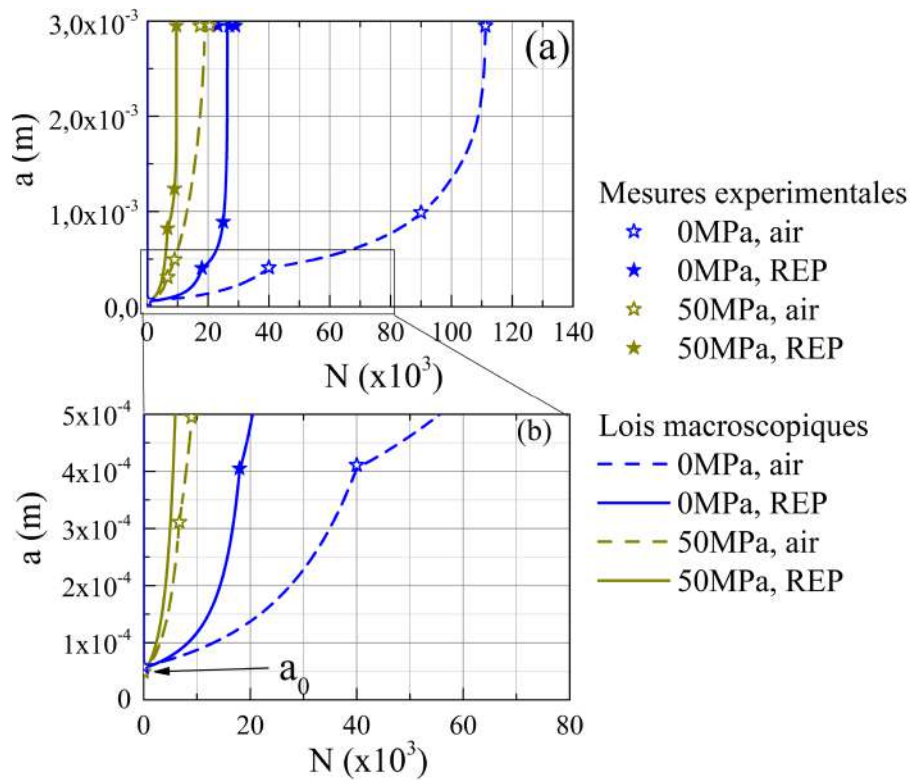 (a)
3,0x10⁻³
2,0x10⁻³
1,0x10⁻³
0,0
a (m)
0 20 40 60 80 100 120 140
N (x10³)
Mesures experimentales
0MPa, air
0MPa, REP
50MPa, air
50MPa, REP
(b)
5x10⁻⁴
4x10⁻⁴
3x10⁻⁴
2x10⁻⁴
1x10⁻⁴
0
a (m)
a₀
0 20 40 60 80
N (x10³)
Lois macroscopiques
0MPa, air
0MPa, REP
50MPa, air
50MPa, REP